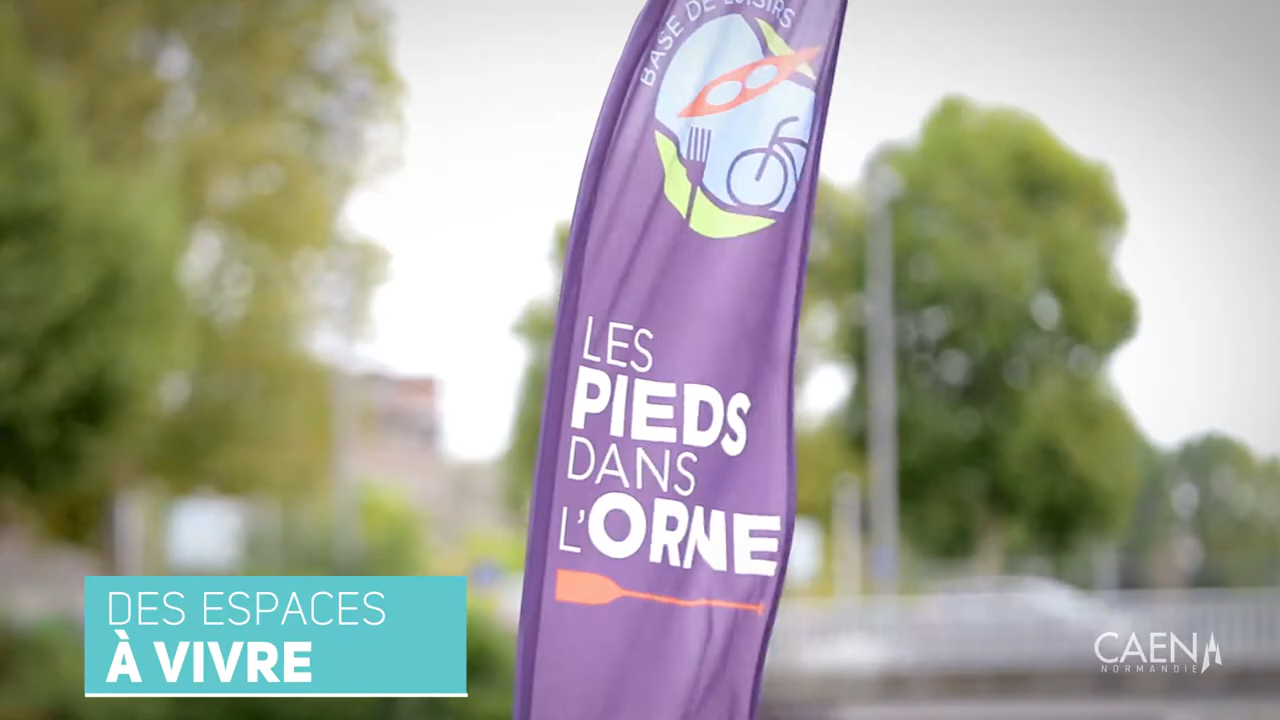 BASE DE LOISIRS
LES
PIEDS
DANS
L'ORNE
DES ESPACES
À VIVRE
CAEN
NORMANDIE